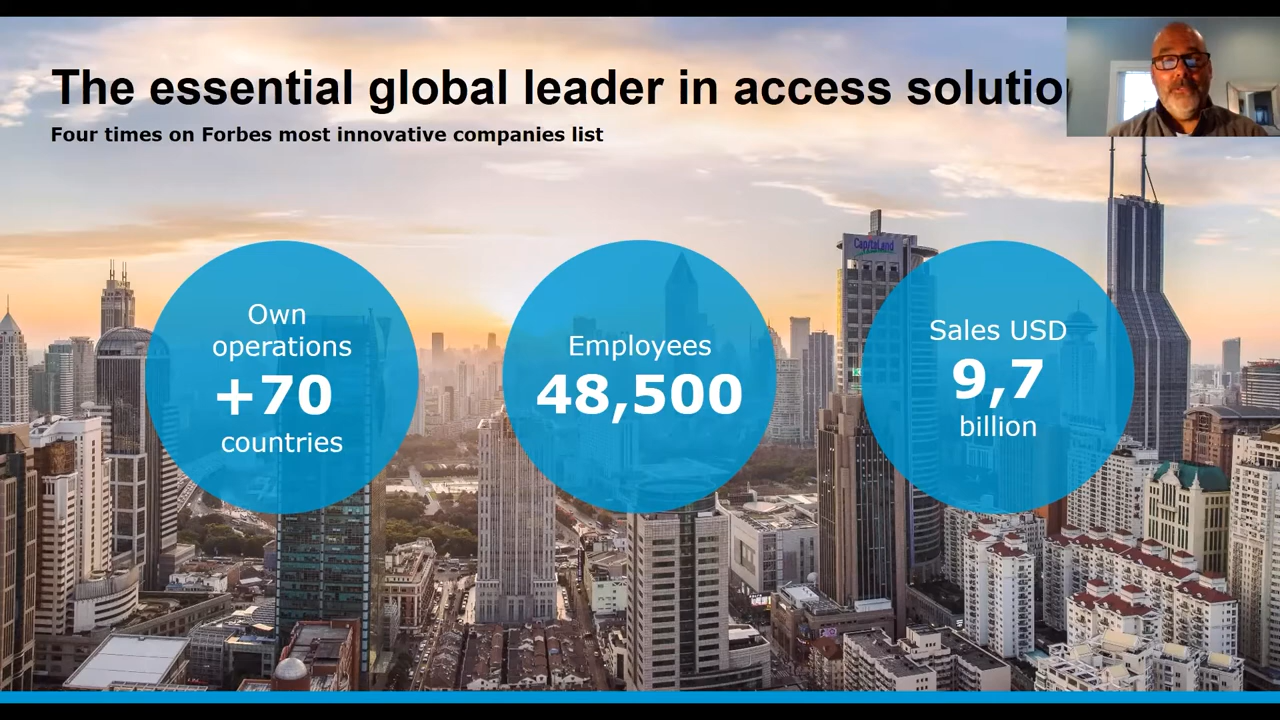 The essential global leader in access solutio
Four times on Forbes most innovative companies list
Own
operations
+70
countries
Employees
48,500
Sales USD
9,7
billion
CapitaLand